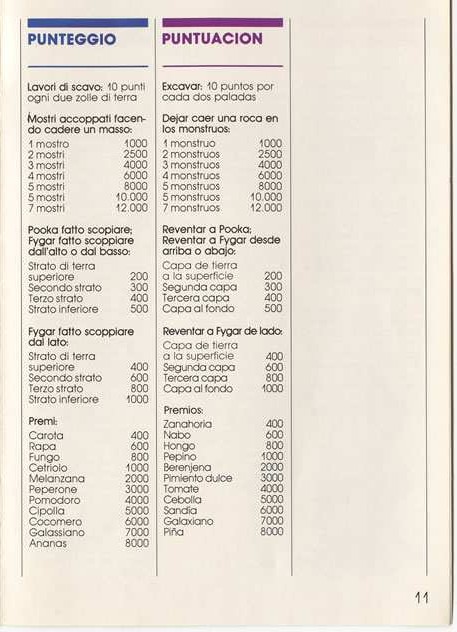 PUNTEGGIO
Lavori di scavo: 10 punti
ogni due zolle di terra
Mostri accoppati facen-
do cadere un masso:
1 mostro 1000
2 mostri 2500
3 mostri 4000
4 mostri 6000
5 mostri 8000
5 mostri 10.000
7 mostri 12.000
Pooka fatto scopiare;
Fygar fatto scoppiare
dall'alto o dal basso:
Strato di terra
superiore 200
Secondo strato 300
Terzo strato 400
Strato inferiore 500
Fygar fatto scoppiare
dal lato:
Strato di terra
superiore 400
Secondo strato 600
Terzo strato 800
Strato inferiore 1000
Premi:
Carota 400
Rapa 600
Fungo 800
Cetriolo 1000
Melanzana 2000
Peperone 3000
Pomodoro 4000
Cipolla 5000
Cocomero 6000
Galassiano 7000
Ananas 8000
PUNTUACION
Excavar: 10 puntos por
cada dos paladas
Dejar caer una roca en
los monstruos:
1 monstruo 1000
2 monstruos 2500
3 monstruos 4000
4 monstruos 6000
5 monstruos 8000
5 monstruos 10.000
7 monstruos 12.000
Reventar a Pooka;
Reventar a Fygar desde
arriba o abajo:
Capa de tierra
a la superficie 200
Segunda capa 300
Tercera capa 400
Capa al fondo 500
Reventar a Fygar de lado:
Capa de tierra
a la superficie 400
Segunda capa 600
Tercera capa 800
Capa al fondo 1000
Premios:
Zanahoria 400
Nabo 600
Hongo 800
Pepino 1000
Berenjena 2000
Pimiento dulce 3000
Tomate 4000
Cebolla 5000
Sandía 6000
Galaxiano 7000
Piña 8000
11